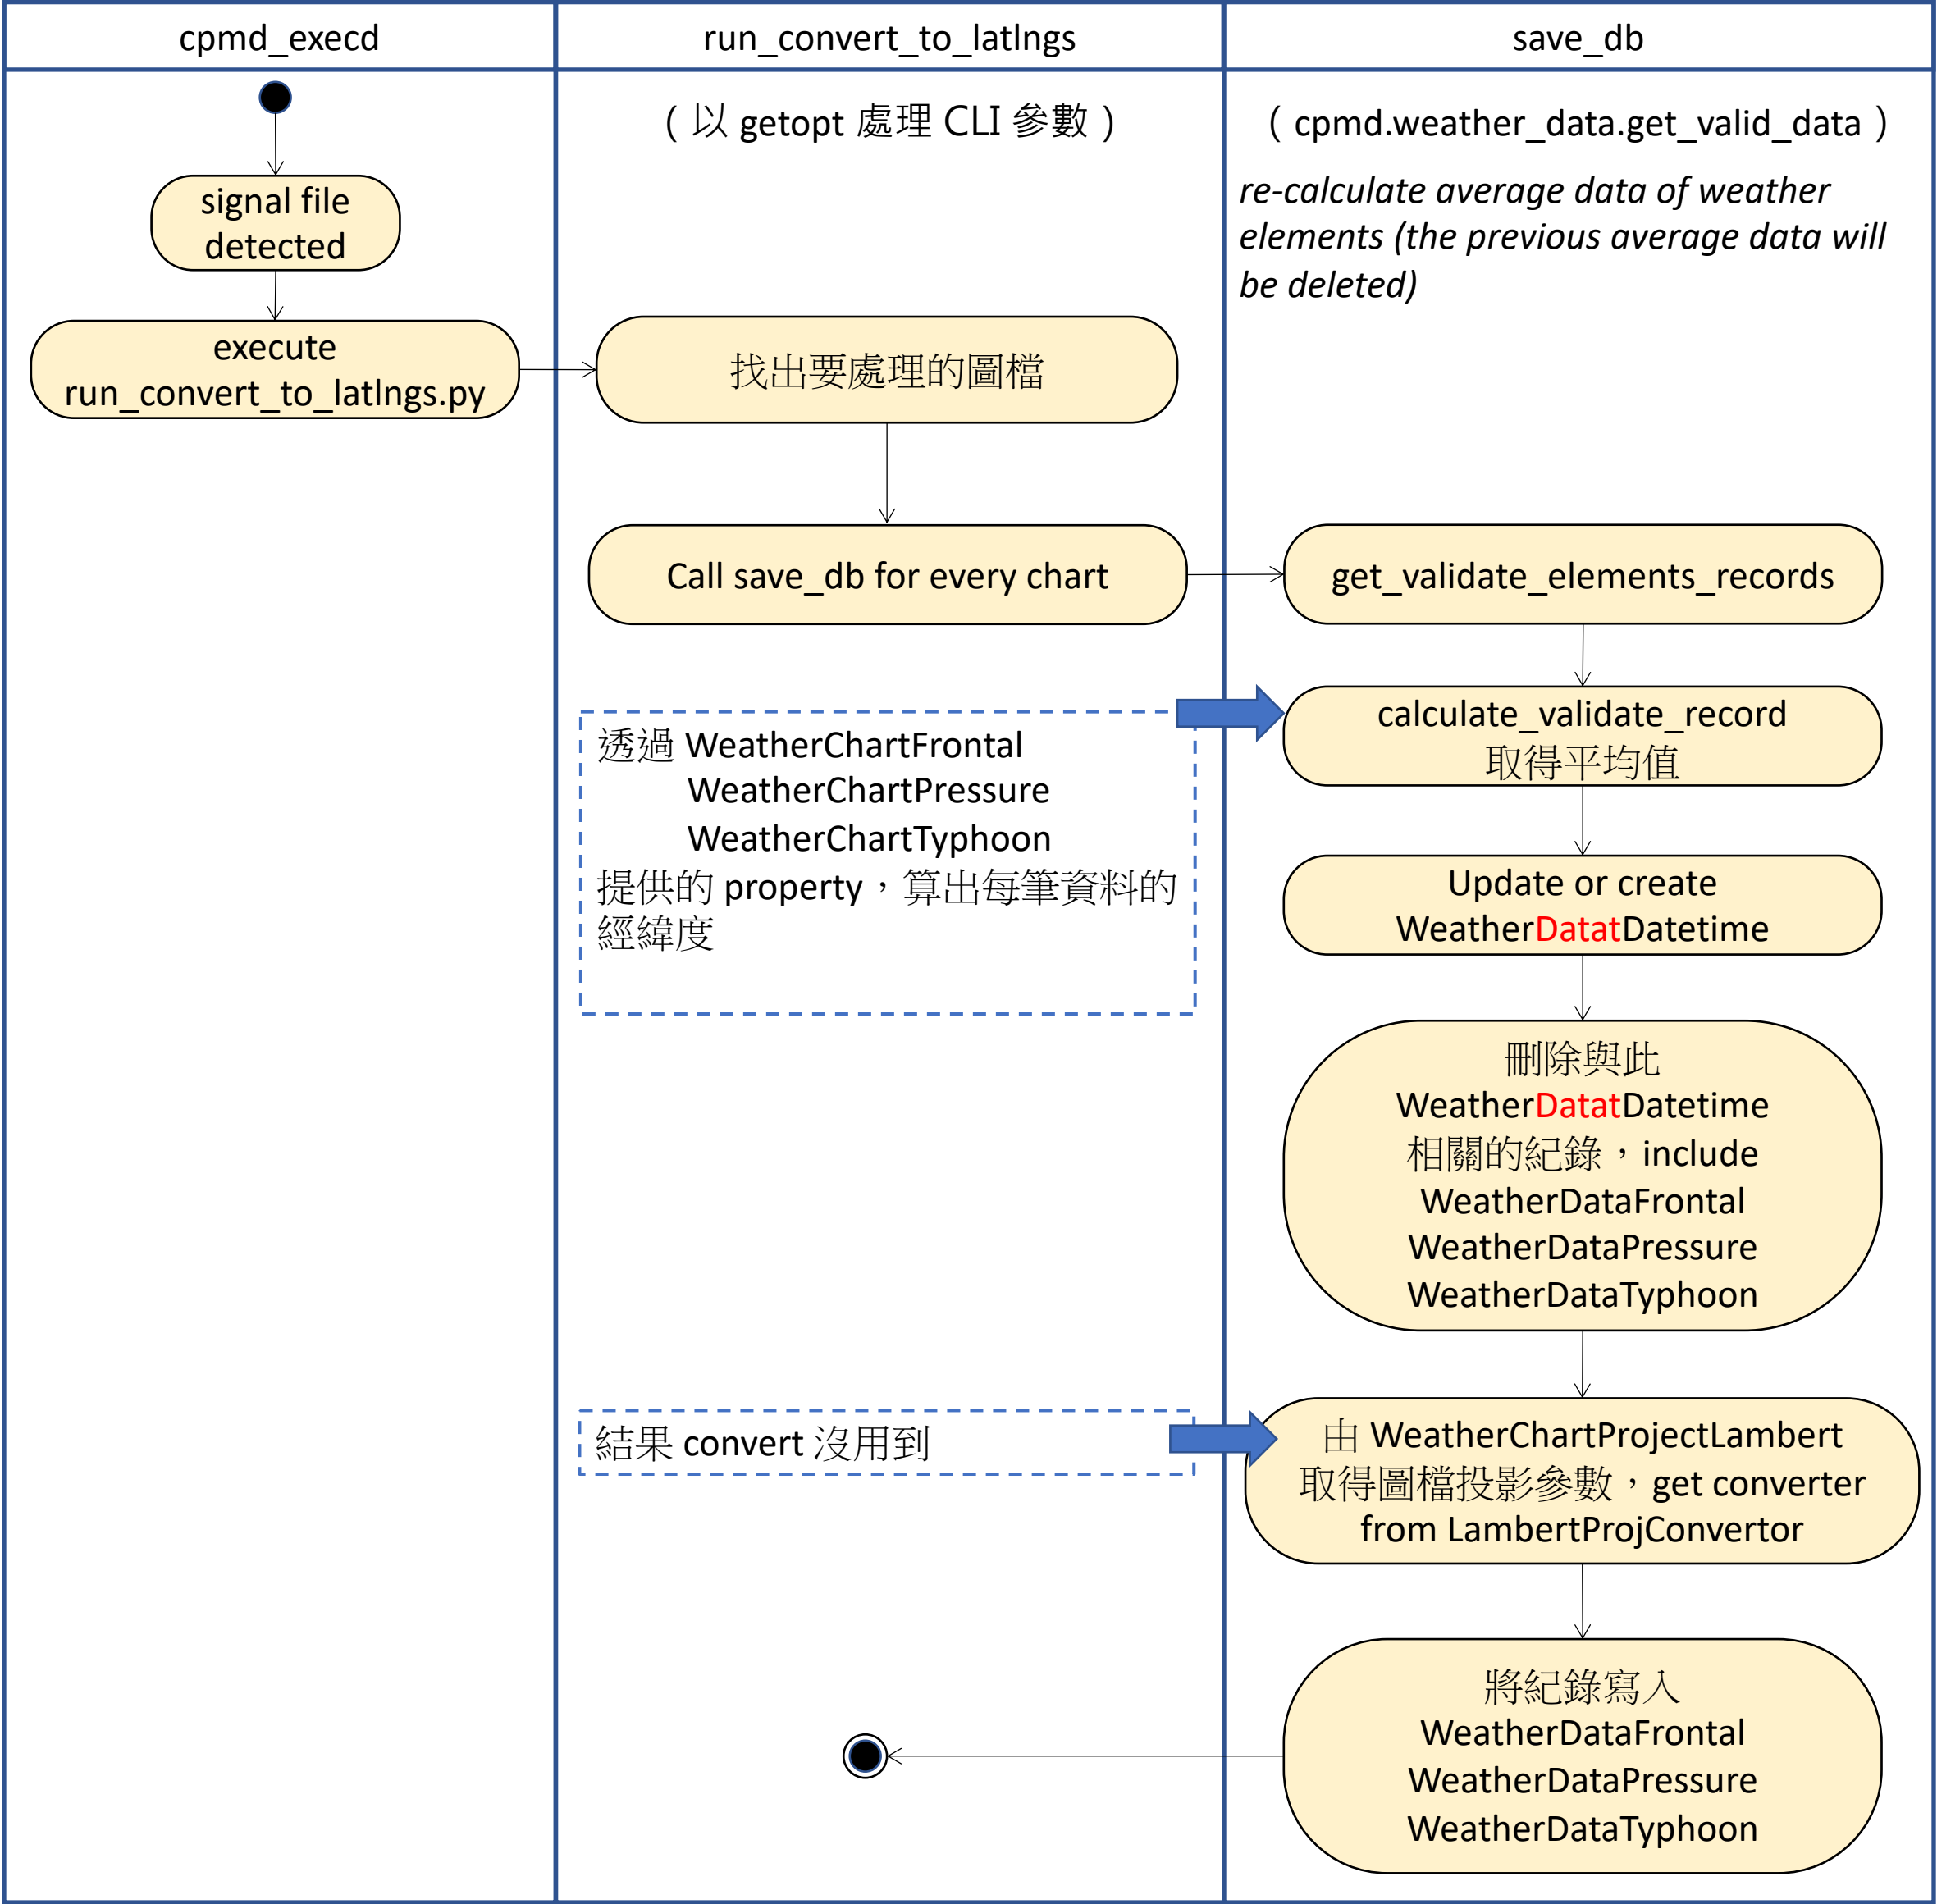 cpmd_execd
run_convert_to_latlngs
save_db
signal file
detected
execute
run_convert_to_latlngs.py
（以 getopt 處理 CLI 參數）
找出要處理的圖檔
Call save_db for every chart
透過 WeatherChartFrontal
WeatherChartPressure
WeatherChartTyphoon
提供的 property，算出每筆資料的
經緯度
結果 convert 沒用到
（cpmd.weather_data.get_valid_data）
re-calculate average data of weather
elements (the previous average data will
be deleted)
get_validate_elements_records
calculate_validate_record
取得平均值
Update or create
WeatherDatatDatetime
刪除與此
WeatherDatatDatetime
相關的紀錄，include
WeatherDataFrontal
WeatherDataPressure
WeatherDataTyphoon
由 WeatherChartProjectLambert
取得圖檔投影參數，get converter
from LambertProjConvertor
將紀錄寫入
WeatherDataFrontal
WeatherDataPressure
WeatherDataTyphoon